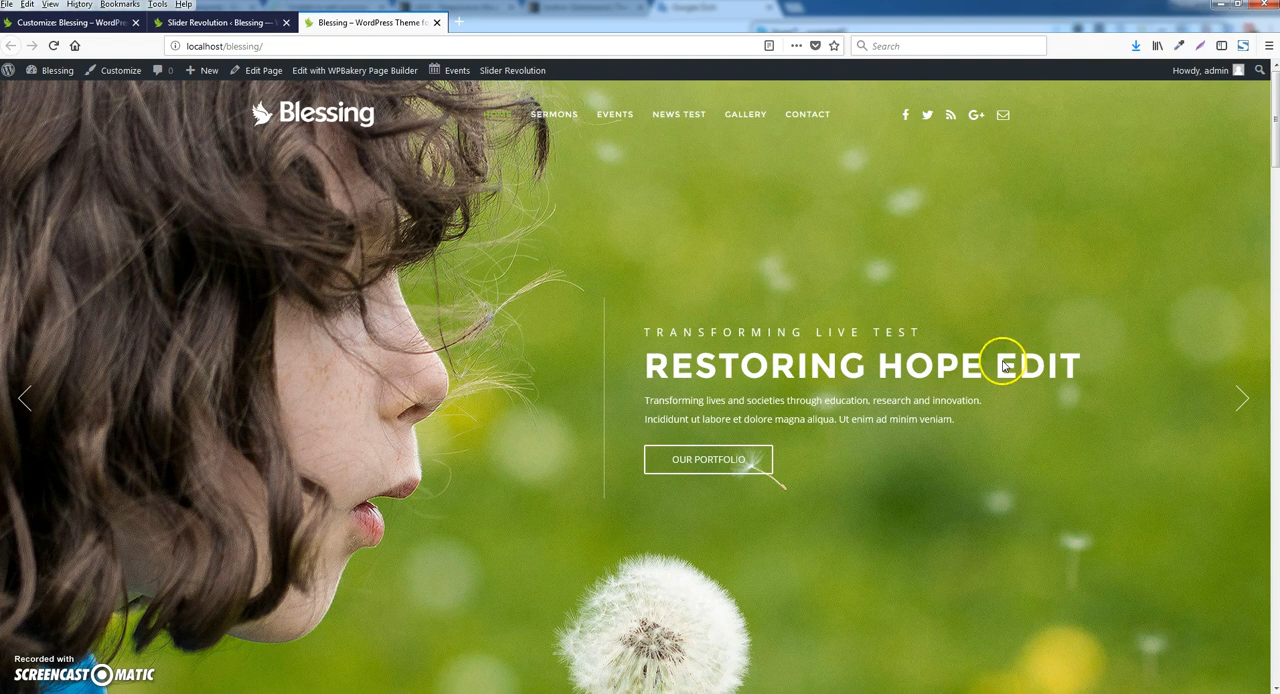 File Edit View History Bookmarks Tools
Customize: Blessing – WordPre
Slider Revolution ‹ Blessing —
Blessing – WordPress Theme fo
localhost/blessing/
Search
Blessing
Customize
0
New
Edit Page
Edit with WPBakery Page Builder
Events
Slider Revolution
Howdy, admin
Blessing
HOME
SERMONS
EVENTS
NEWS TEST
GALLERY
CONTACT
TRANSFORMING LIVE TEST
RESTORING HOPE EDIT
Transforming lives and societies through education, research and innovation.
Incididunt ut labore et dolore magna aliqua. Ut enim ad minim veniam.
OUR PORTFOLIO
Recorded with
SCREENCAST MATIC